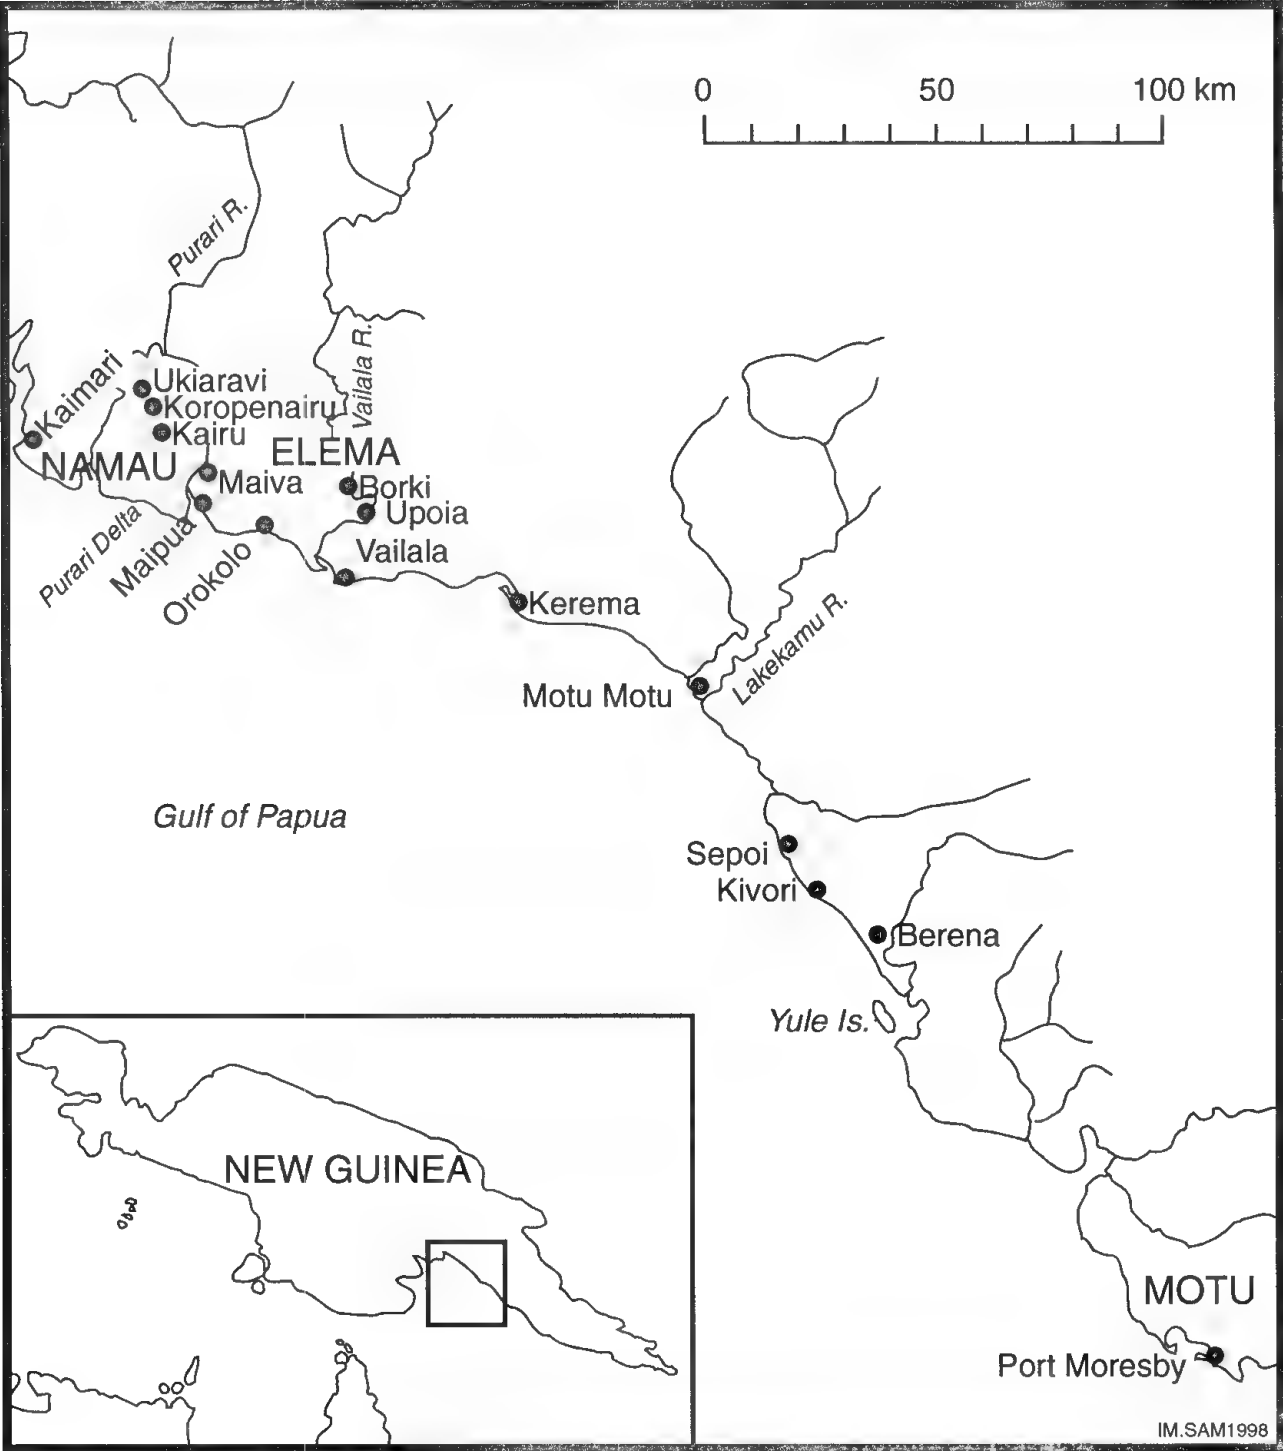 0 50 100 km
Purari R.
Vailala R.
Kaimari
Ukiaravi
Koropenairu
Kairu
NAMAU
ELEMA
Maiva
Borki
Upoia
Purari Delta
Maipua
Orokolo
Vailala
Kerema
Lakekamu R.
Motu Motu
Gulf of Papua
Sepoi
Kivori
Berena
Yule Is.
NEW GUINEA
MOTU
Port Moresby
IM.SAM1998